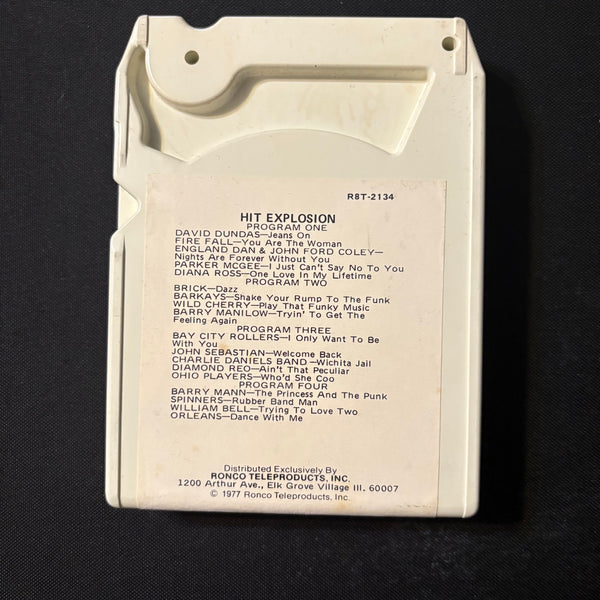 R8T-2134
HIT EXPLOSION
PROGRAM ONE
DAVID DUNDAS—Jeans On
FIRE FALL—You Are The Woman
ENGLAND DAN & JOHN FORD COLEY—
Nights Are Forever Without You
PARKER MCGEE—I Just Can't Say No To You
DIANA ROSS—One Love In My Lifetime
PROGRAM TWO
BRICK—Dazz
BARKAYS—Shake Your Rump To The Funk
WILD CHERRY—Play That Funky Music
BARRY MANILOW—Tryin' To Get The
Feeling Again
PROGRAM THREE
BAY CITY ROLLERS—I Only Want To Be
With You
JOHN SEBASTIAN—Welcome Back
CHARLIE DANIELS BAND—Wichita Jail
DIAMOND REO—Ain't That Peculiar
OHIO PLAYERS—Who'd She Coo
PROGRAM FOUR
BARRY MANN—The Princess And The Punk
SPINNERS—Rubber Band Man
WILLIAM BELL—Trying To Love Two
ORLEANS—Dance With Me
Distributed Exclusively By
RONCO TELEPRODUCTS, INC.
1200 Arthur Ave., Elk Grove Village Ill. 60007
© 1977 Ronco Teleproducts, Inc.